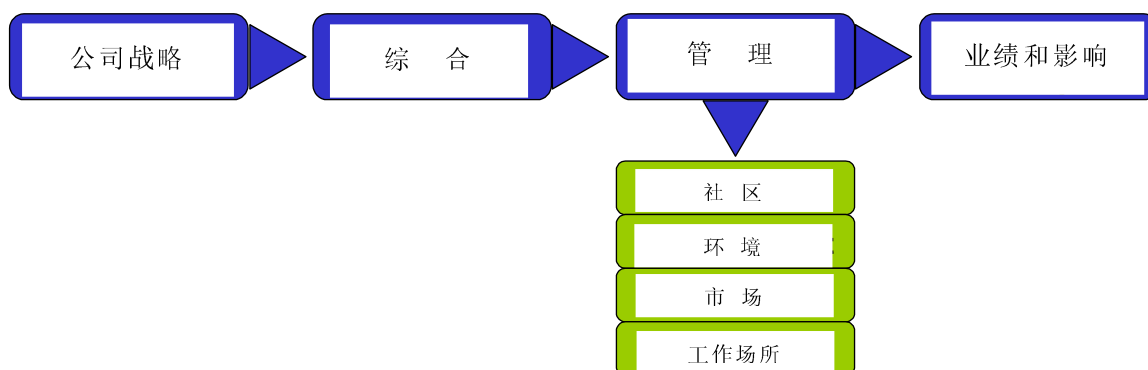 公司战略
综 合
管 理
业绩和影响
社 区
环 境
市 场
工作场所